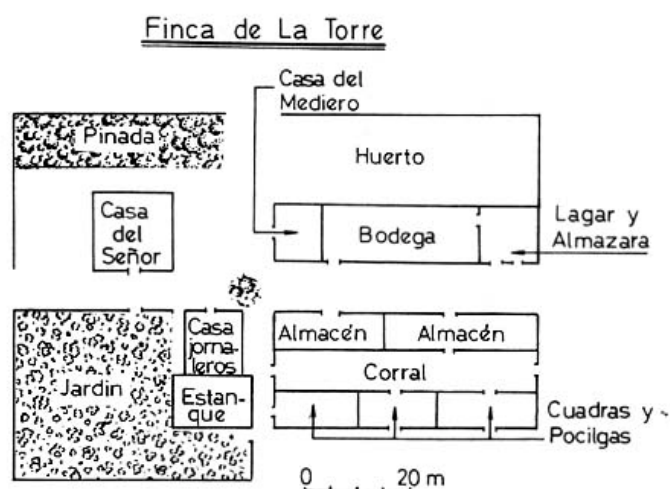 Finca de La Torre
Casa del
Mediero
Pinada
Huerto
Casa
del
Señor
Bodega
Lagar y
Almazara
Casa
jorna-
leros
Almacén
Almacén
Jardin
Corral
Estan-
que
Cuadras y
Pocilgas
0 20 m